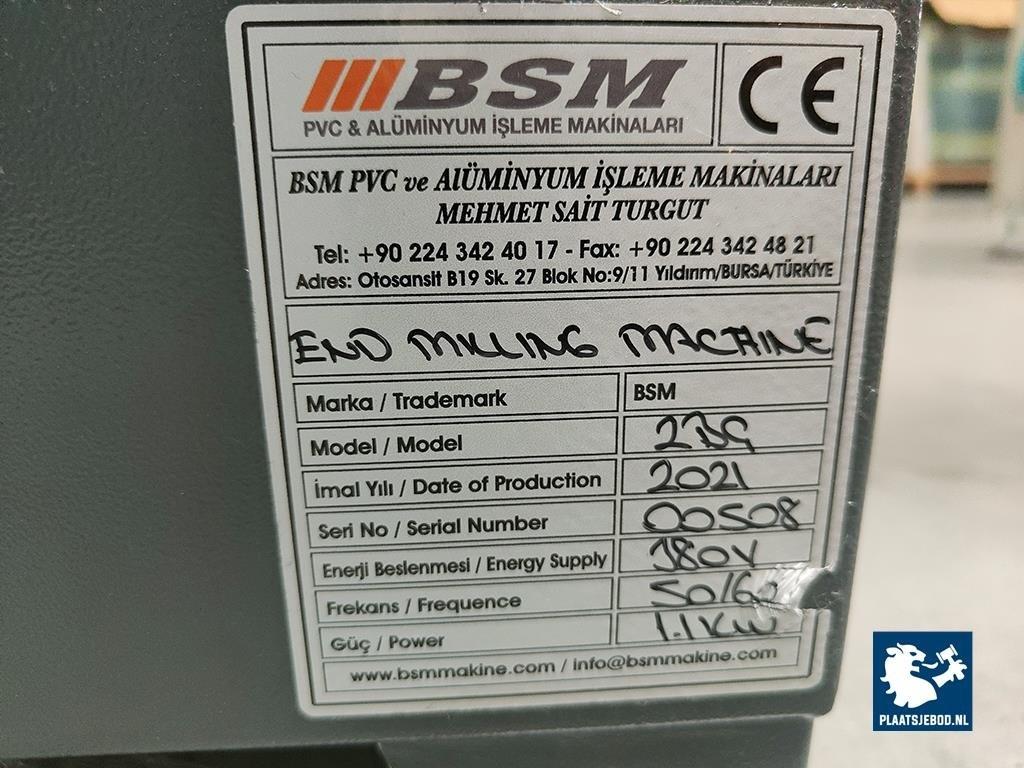 BSM
PVC & ALÜMİNYUM İŞLEME MAKİNALARI
CE
BSM PVC ve AlÜMİNYUM İŞLEME MAKİNALARI
MEHMET SAİT TURGUT
Tel: +90 224 342 40 17 - Fax: +90 224 342 48 21
Adres: Otosansit B19 Sk. 27 Blok No:9/11 Yıldırım/BURSA/TÜRKİYE
END MILLING MACHINE
Marka / Trademark BSM
Model / Model 2BG
İmal Yılı / Date of Production 2021
Seri No / Serial Number 00508
Enerji Beslenmesi / Energy Supply 380V
Frekans / Frequence 50/60
Güç / Power 1.1KW
www.bsmmakine.com / info@bsmmakine.com
PLAATSJEBOD.NL